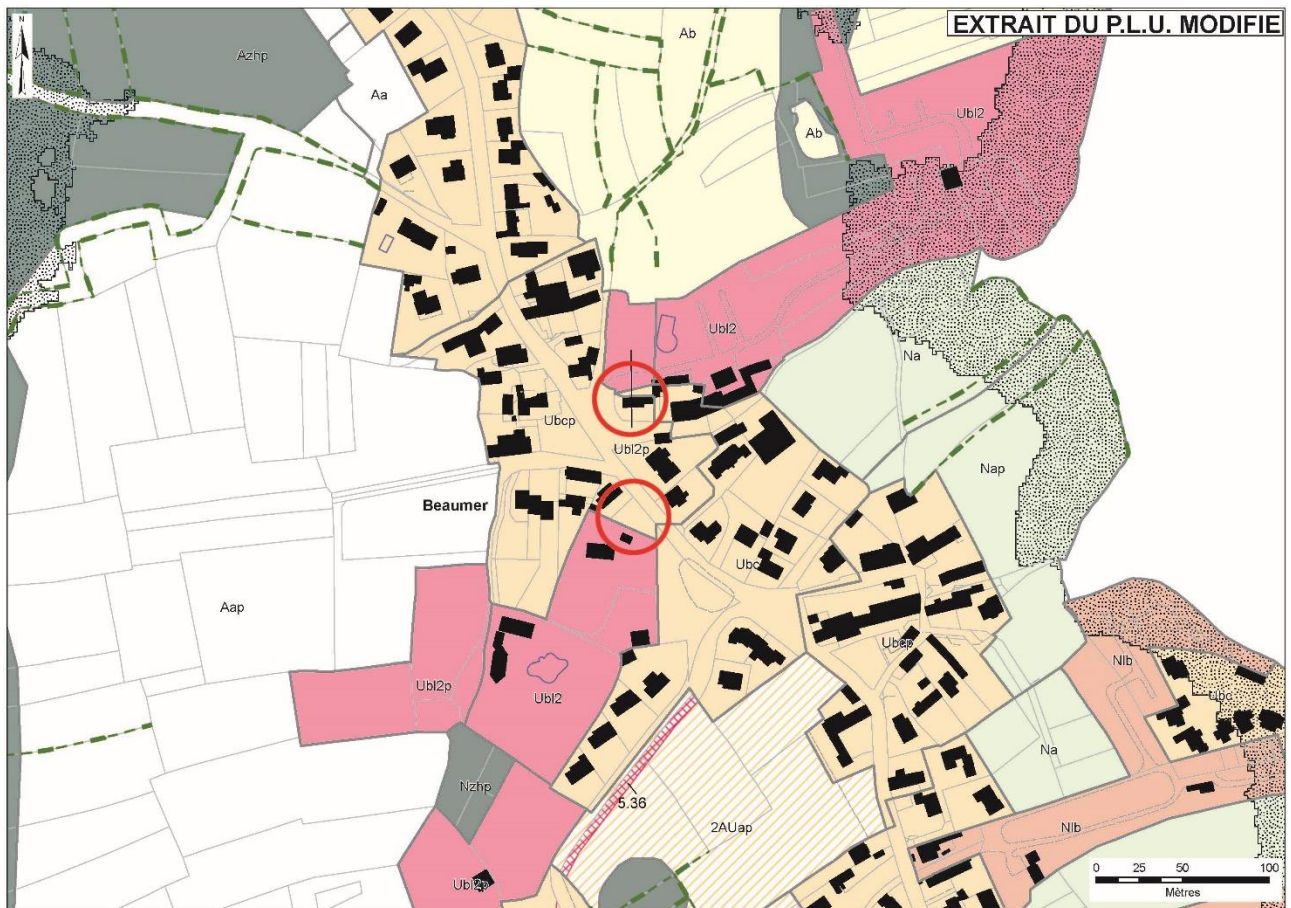 EXTRAIT DU P.L.U. MODIFIE
N
Azhp
Ab
Aa
Ubl2
Ab
Ubl2
Na
Ubcp
Ubl2p
Nap
Beaumer
Ubc
Aap
Ubcp
Nlb
Ubl2p
Ubl2
Ubc
Na
Nzhp
5.36
2AUap
Nlb
Ubl2p
0 25 50 100
Mètres